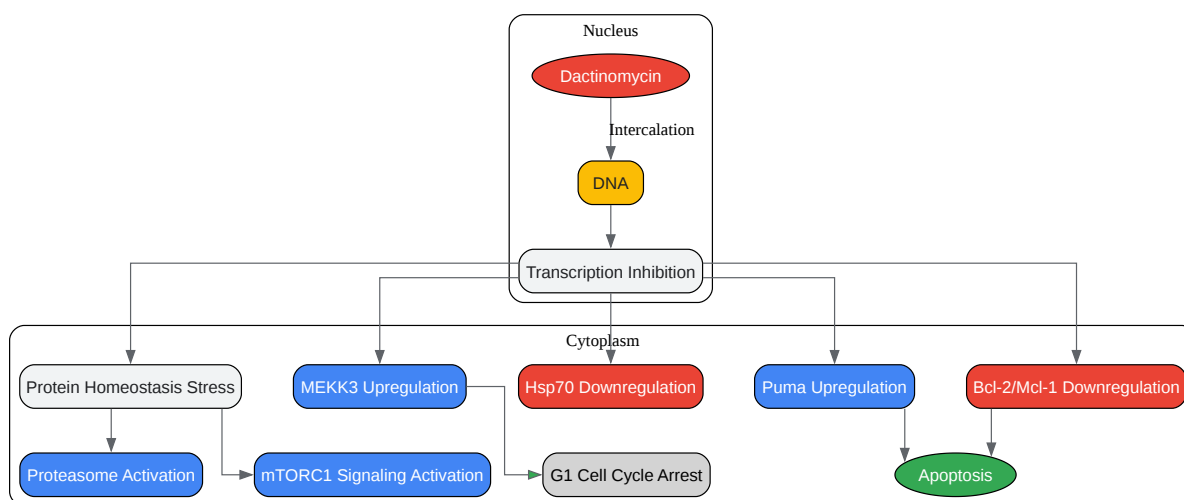 Nucleus
Dactinomycin
Intercalation
DNA
Transcription Inhibition
Cytoplasm
Protein Homeostasis Stress
MEKK3 Upregulation
Hsp70 Downregulation
Puma Upregulation
Bcl-2/Mcl-1 Downregulation
Proteasome Activation
mTORC1 Signaling Activation
G1 Cell Cycle Arrest
Apoptosis